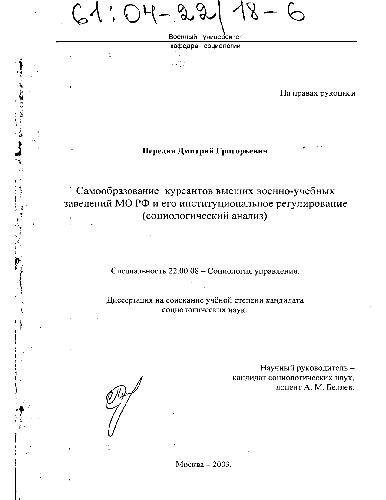 61:04-22/18-6
Военный университет
кафедра социологии
На правах рукописи
Передня Дмитрий Григорьевич
Самообразование курсантов высших военно-учебных
заведений МО РФ и его институциональное регулирование
(социологический анализ)
Специальность 22.00.08 – Социология управления.
Диссертация на соискание учёной степени кандидата
социологических наук.
Научный руководитель –
кандидат социологических наук,
доцент А. М. Беляев.
Москва – 2003.